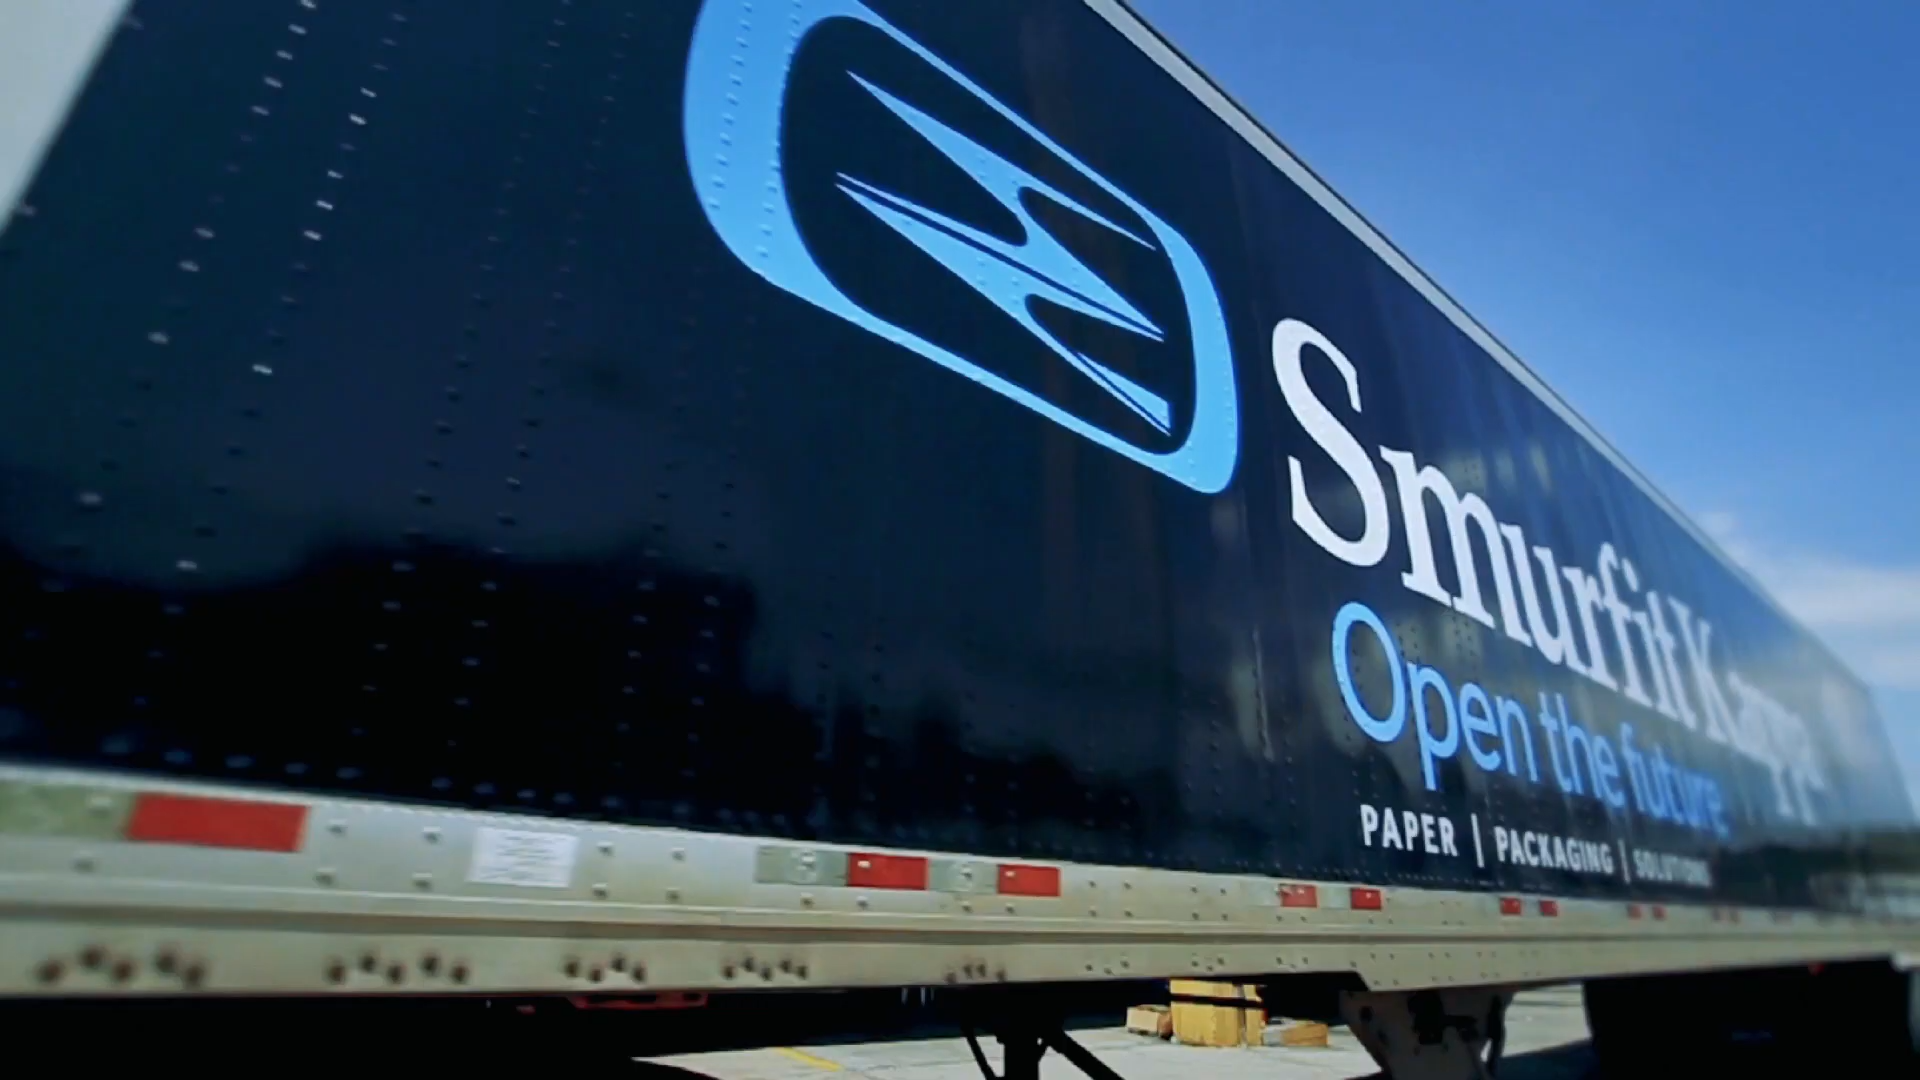 Smurfit Kappa
Open the future
PAPER | PACKAGING | SOLUTIONS